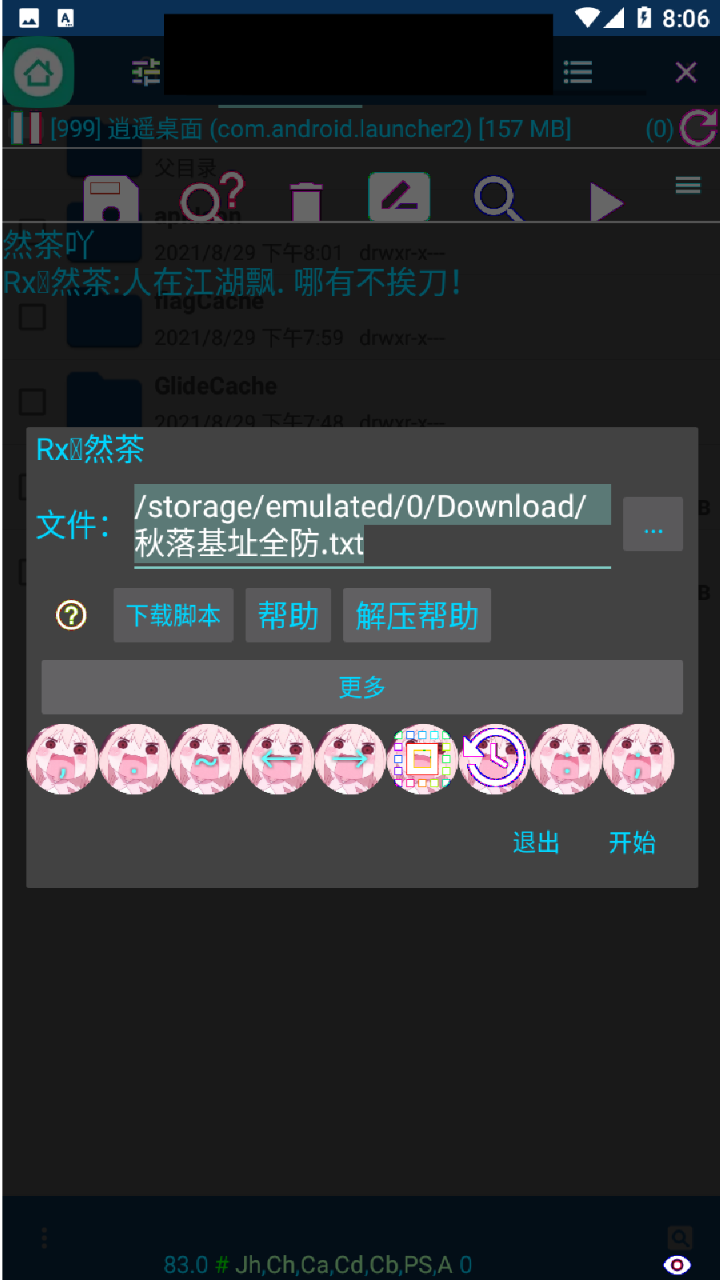 8:06
[999] 逍遥桌面 (com.android.launcher2) [157 MB] (0)
父目录
2021/8/29 下午8:01 drwxr-x---
然茶吖
Rx然茶:人在江湖飘. 哪有不挨刀!
flagCache
2021/8/29 下午7:59 drwxr-x---
GlideCache
2021/8/29 下午7:48 drwxr-x---
Rx然茶
文件:
/storage/emulated/0/Download/
秋落基址全防.txt
...
B
下载脚本 帮助 解压帮助
B
更多
, . ~ ← → : ;
退出 开始
83.0 # Jh,Ch,Ca,Cd,Cb,PS,A 0